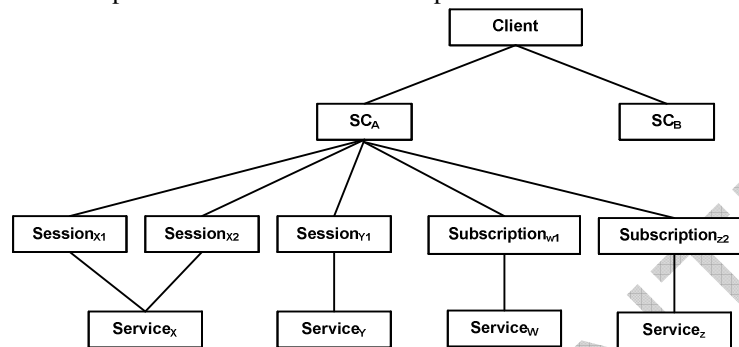 Client
SCA SCB
SessionX1 SessionX2 SessionY1 Subscriptionw1 Subscriptionz2
ServiceX ServiceY ServiceW Servicez